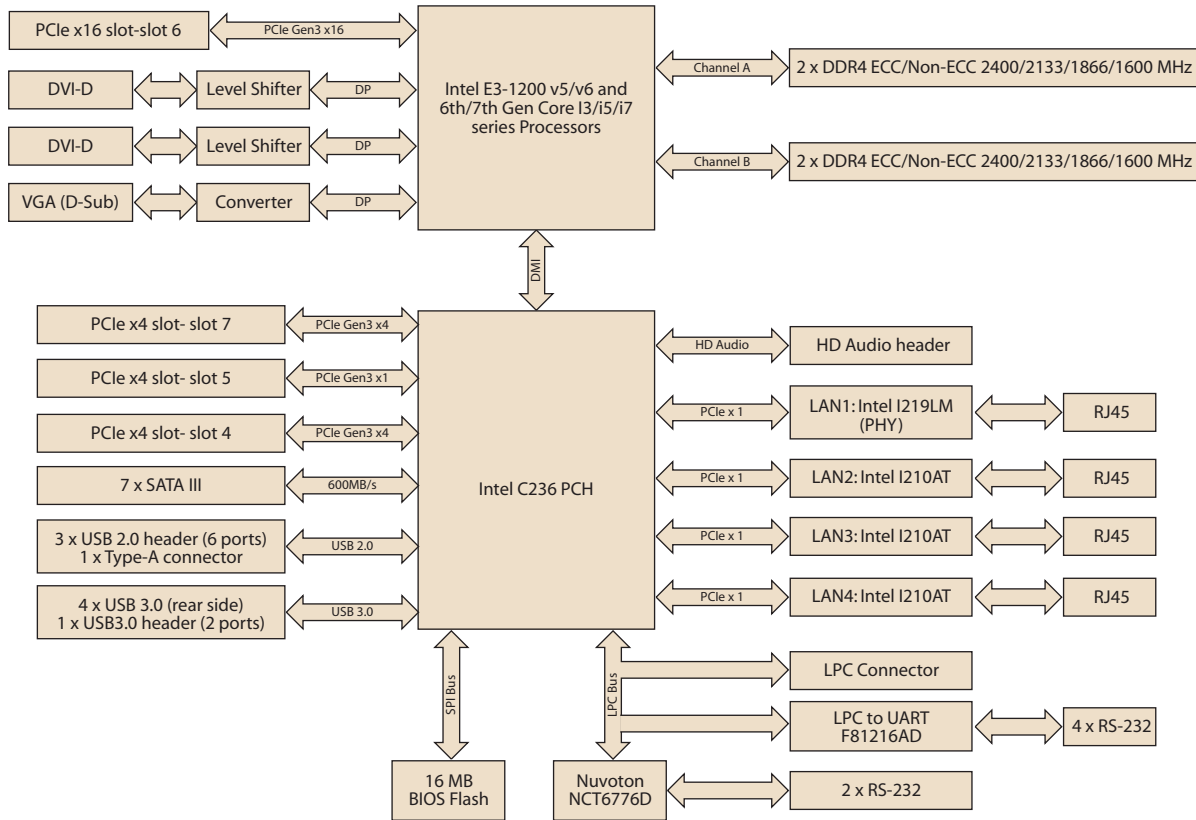 PCIe x16 slot-slot 6
PCIe Gen3 x16
DVI-D
Level Shifter
DP
DVI-D
Level Shifter
DP
VGA (D-Sub)
Converter
DP
Intel E3-1200 v5/v6 and
6th/7th Gen Core I3/i5/i7
series Processors
Channel A
2 x DDR4 ECC/Non-ECC 2400/2133/1866/1600 MHz
Channel B
2 x DDR4 ECC/Non-ECC 2400/2133/1866/1600 MHz
DMI
PCIe x4 slot- slot 7
PCIe Gen3 x4
PCIe x4 slot- slot 5
PCIe Gen3 x1
PCIe x4 slot- slot 4
PCIe Gen3 x4
7 x SATA III
600MB/s
3 x USB 2.0 header (6 ports)
1 x Type-A connector
USB 2.0
4 x USB 3.0 (rear side)
1 x USB3.0 header (2 ports)
USB 3.0
Intel C236 PCH
HD Audio
HD Audio header
PCIe x 1
LAN1: Intel I219LM
(PHY)
RJ45
PCIe x 1
LAN2: Intel I210AT
RJ45
PCIe x 1
LAN3: Intel I210AT
RJ45
PCIe x 1
LAN4: Intel I210AT
RJ45
SPI Bus
16 MB
BIOS Flash
LPC Bus
LPC Connector
LPC to UART
F81216AD
4 x RS-232
Nuvoton
NCT6776D
2 x RS-232